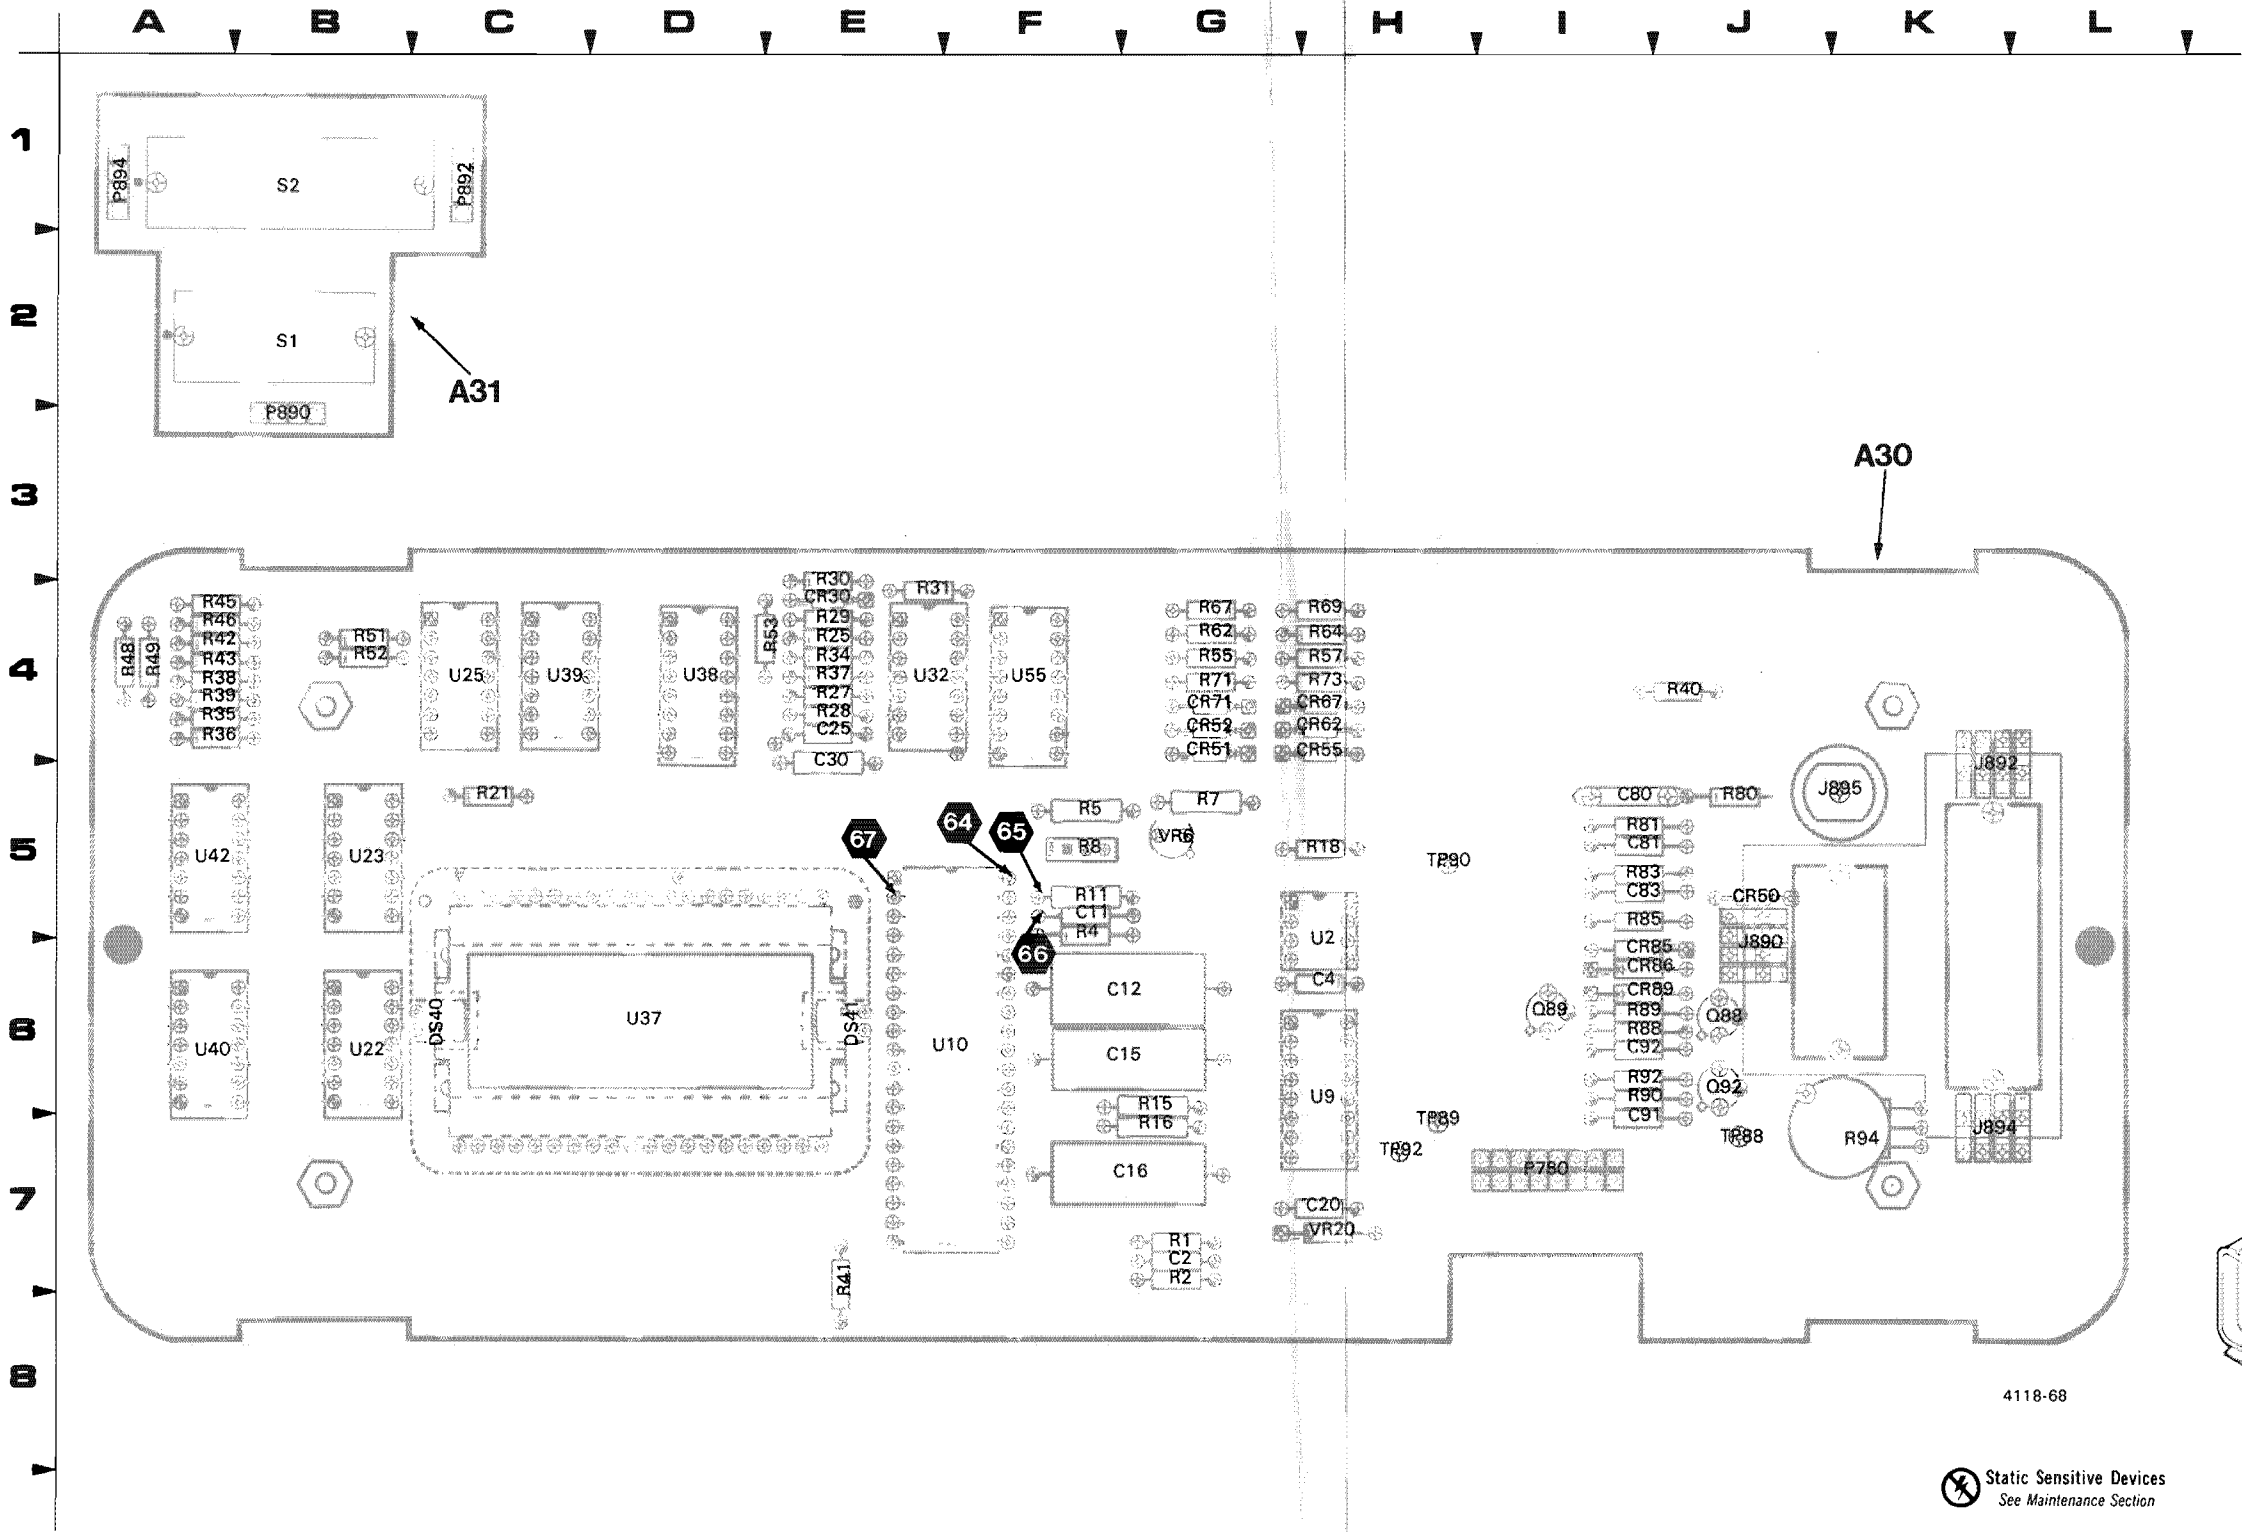 A B C D E F G H I J K L
1
P894 S2 P892
2
S1
A31
P890
3
A30
4
R30
CR30
R31
R45
R46
R42
R43
R38
R39
R35
R36
R48
R49
R51
R52
U25
U39
U38
R53
R29
R25
R34
R37
R27
R28
C25
C30
U32
U55
R67
R62
R55
R71
CR71
CR52
CR51
R69
R64
R57
R73
CR67
CR62
CR55
R40
J892
5
R21
U42
U23
67
64
65
R5
R8
R7
VR6
R11
C11
R4
66
R18
TP90
C80
R80
J895
R81
C81
R83
C83
R85
CR50
J890
U2
C4
6
U40
U22
DS40
U37
DS41
U10
C12
C15
U9
Q89
CR85
CR86
CR89
R89
R88
C92
R92
R90
C91
Q88
Q92
7
R15
R16
C16
TP89
TP92
TP88
R94
J894
P780
C20
VR20
R1
C2
R2
R41
8
4118-68
Static Sensitive Devices
See Maintenance Section